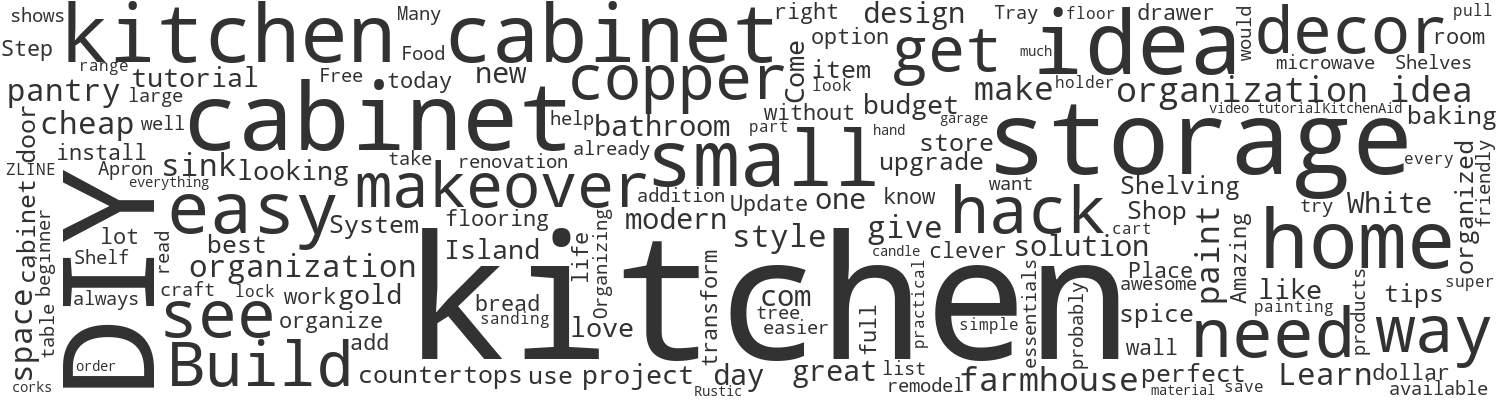 shows
kitchen
cabinet
Many
right
design
Tray
idea
floor
drawer
would
decor
pull
Step
range
Food
option
get
much
room
tutorial
Free
today
new
copper
come
item
look
make
holder
microwave
Shelves
pantry
large
cabinet
organization idea
cheap
well
help
bathroom
without
part
budget
hand
garage
store
storage
video tutorial
KitchenAid
baking
install
sink
looking
take
renovation
already
small
upgrade
every
ZLINE
Apron
everything
makeover
addition
want
know
Shelving
try
White
friendly
organized
cabinet door
DIY
easy
System
flooring
modern
Update
one
give
hack
Shop
cart
paint
Amazing
home
lot
Shelf
read
best
Island
life
Organizing
kitchen
style
candle
clever
solution
organization
always
craft
lock
work
gold
bread
sanding
transform
com
tree
easier
full
practical
simple
essentials
probably
Place
awesome
like
painting
tips
super
space
table
beginner
see
organize
add
love
spice
need
products
way
order
Build
wall
corks
countertops
use
project
day
Rustic
great
list
remodel
farmhouse
perfect
material
save
Learn
dollar
available